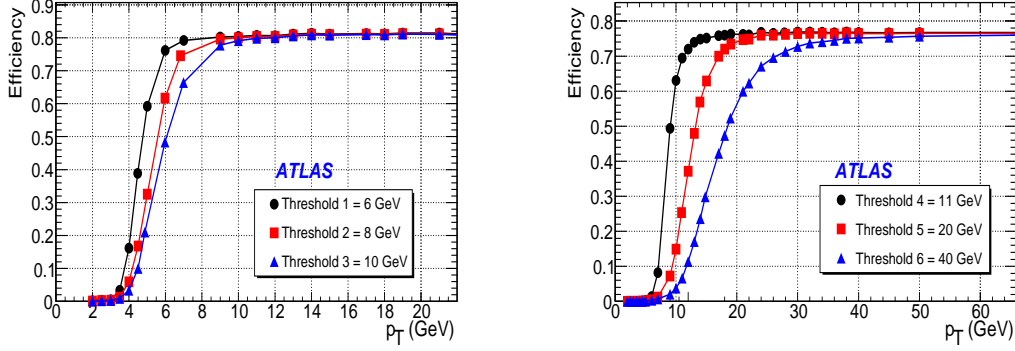 Efficiency
0.9
0.8
0.7
0.6
0.5
0.4
0.3
0.2
0.1
0
ATLAS
Threshold 1 = 6 GeV
Threshold 2 = 8 GeV
Threshold 3 = 10 GeV
0 2 4 6 8 10 12 14 16 18 20
pT (GeV)
Efficiency
0.8
0.7
0.6
0.5
0.4
0.3
0.2
0.1
0
ATLAS
Threshold 4 = 11 GeV
Threshold 5 = 20 GeV
Threshold 6 = 40 GeV
0 10 20 30 40 50 60
pT (GeV)